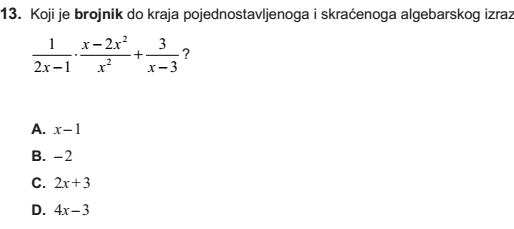 13. Koji je brojnik do kraja pojednostavljenoga i skraćenoga algebarskog izraz
1/(2x−1) · (x−2x²)/x² + 3/(x−3) ?
A. x−1
B. −2
C. 2x+3
D. 4x−3